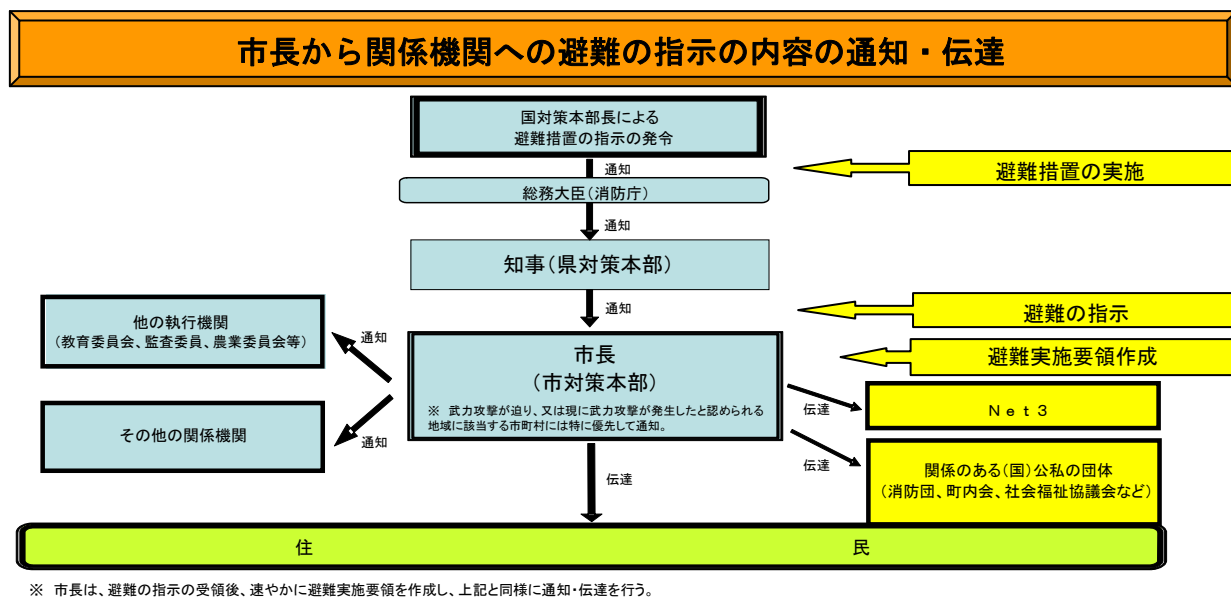 市長から関係機関への避難の指示の内容の通知・伝達
国対策本部長による
避難措置の指示の発令
通知
避難措置の実施
総務大臣(消防庁)
通知
知事(県対策本部)
通知
避難の指示
他の執行機関
(教育委員会、監査委員、農業委員会等)
通知
市長
(市対策本部)
※ 武力攻撃が迫り、又は現に武力攻撃が発生したと認められる
地域に該当する市町村には特に優先して通知。
避難実施要領作成
その他の関係機関
通知
伝達
Net3
伝達
関係のある(国)公私の団体
(消防団、町内会、社会福祉協議会など)
伝達
住 民
※ 市長は、避難の指示の受領後、速やかに避難実施要領を作成し、上記と同様に通知・伝達を行う。